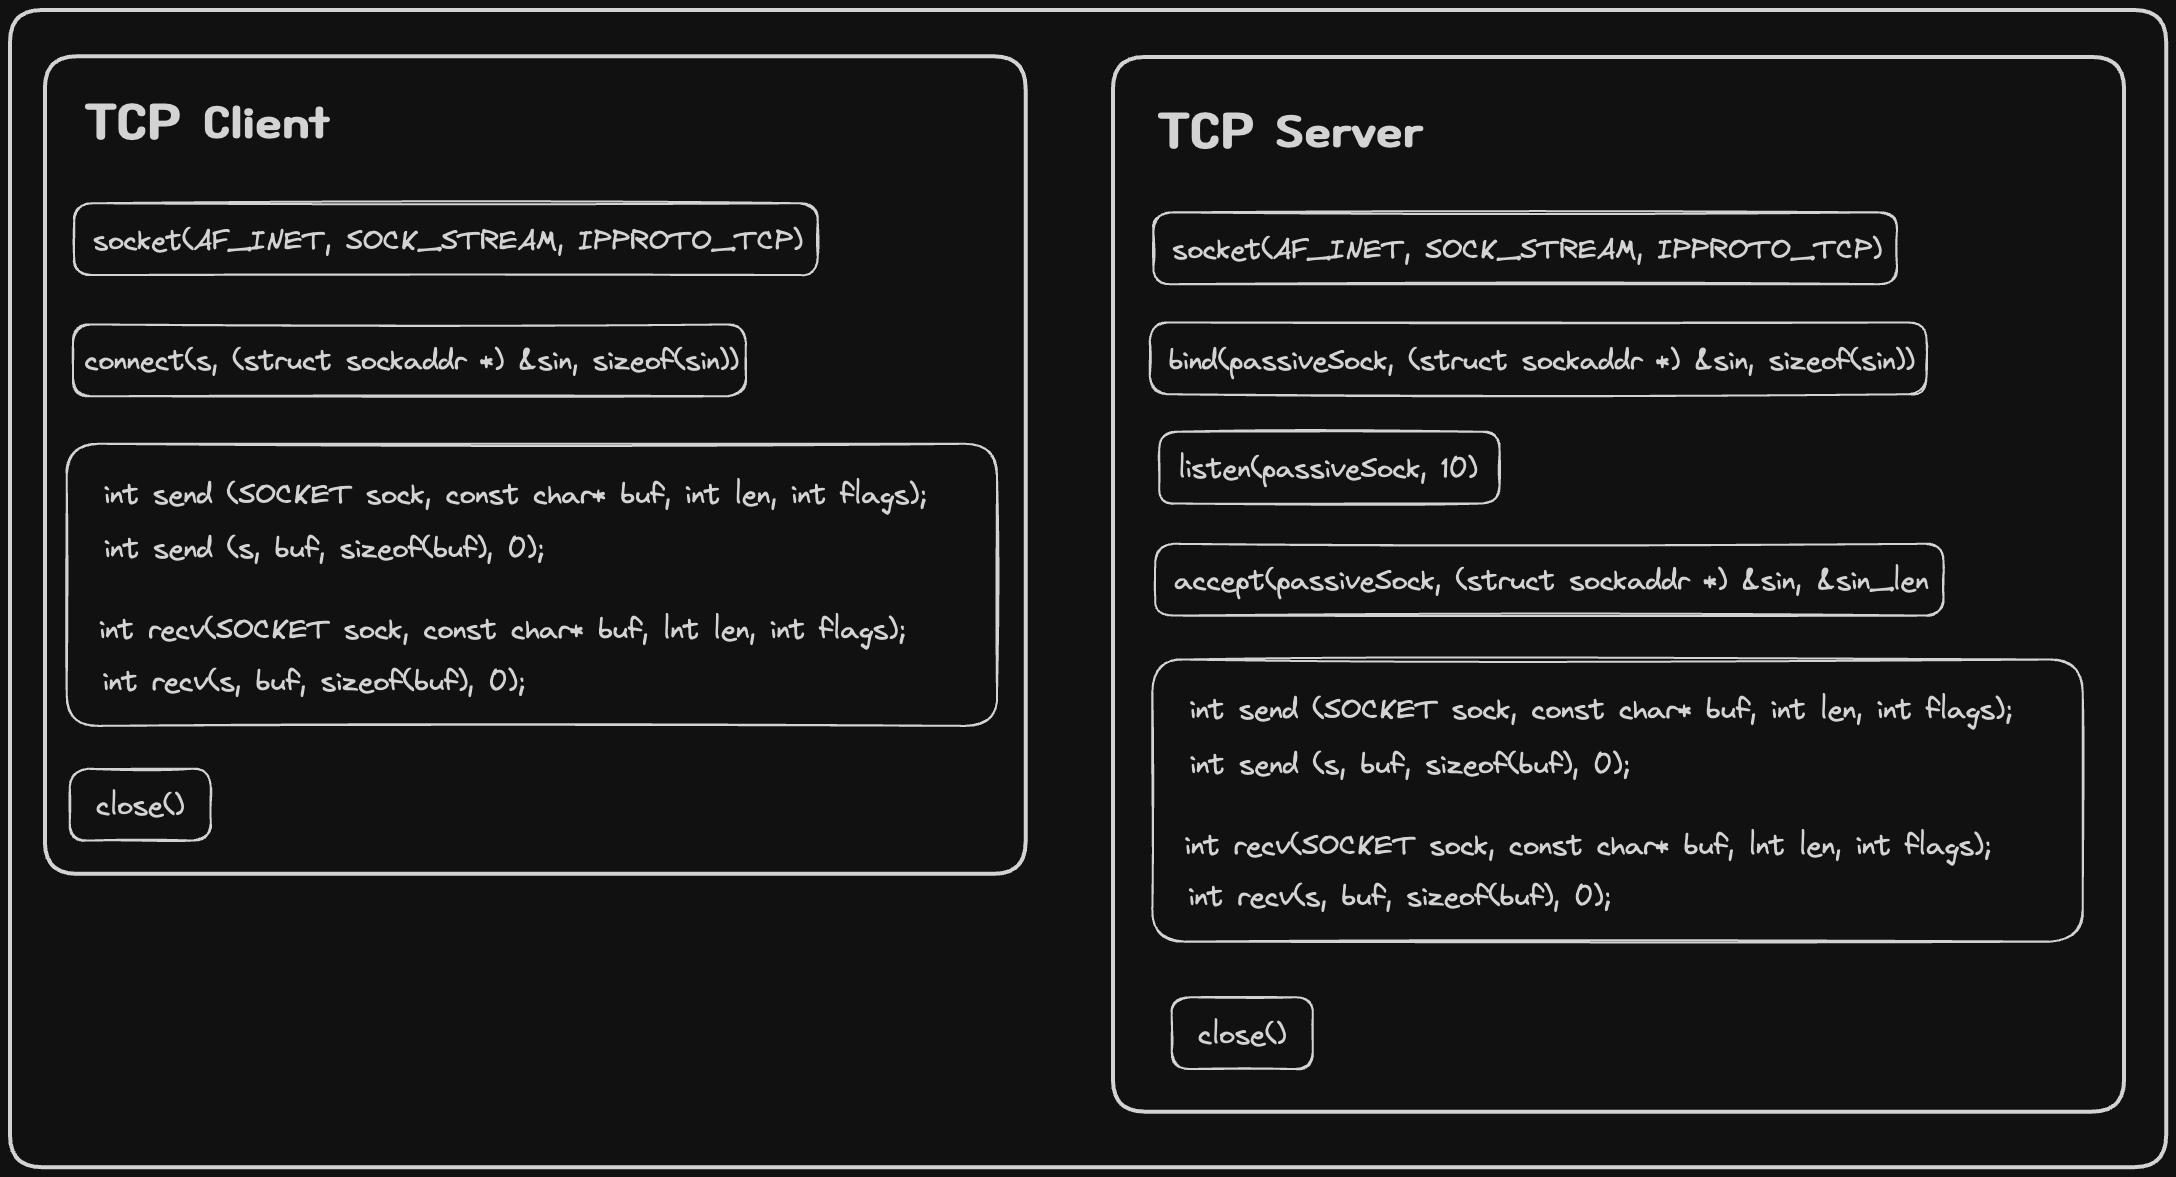 TCP Client
socket(AF_INET, SOCK_STREAM, IPPROTO_TCP)
connect(s, (struct sockaddr *) &sin, sizeof(sin))
int send (SOCKET sock, const char* buf, int len, int flags);
int send (s, buf, sizeof(buf), 0);
int recv(SOCKET sock, const char* buf, lnt len, int flags);
int recv(s, buf, sizeof(buf), 0);
close()
TCP Server
socket(AF_INET, SOCK_STREAM, IPPROTO_TCP)
bind(passiveSock, (struct sockaddr *) &sin, sizeof(sin))
listen(passiveSock, 10)
accept(passiveSock, (struct sockaddr *) &sin, &sin_len
int send (SOCKET sock, const char* buf, int len, int flags);
int send (s, buf, sizeof(buf), 0);
int recv(SOCKET sock, const char* buf, lnt len, int flags);
int recv(s, buf, sizeof(buf), 0);
close()